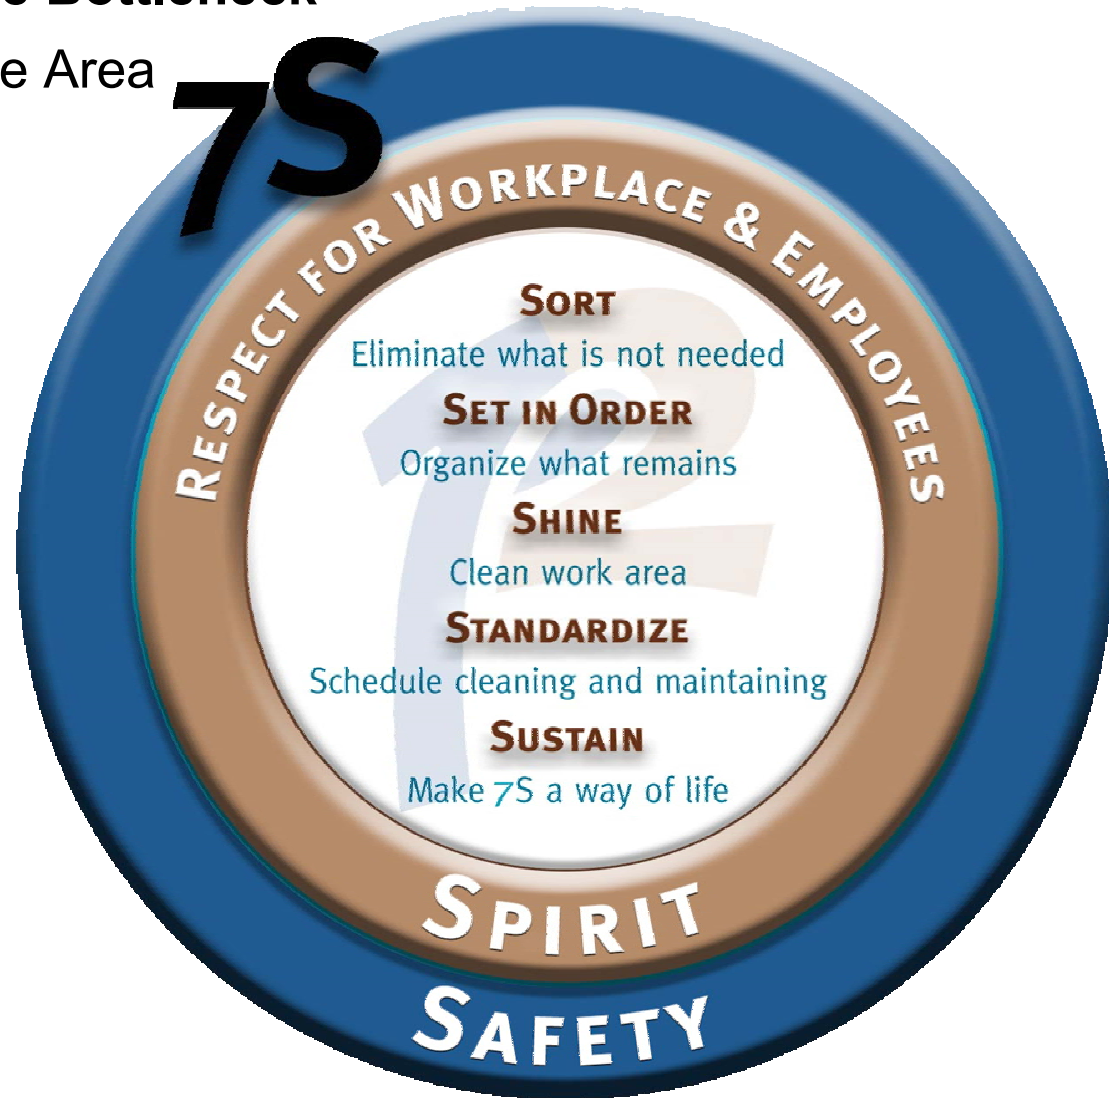 Bottleneck
e Area
7S
RESPECT FOR WORKPLACE & EMPLOYEES
SORT
Eliminate what is not needed
SET IN ORDER
Organize what remains
SHINE
Clean work area
STANDARDIZE
Schedule cleaning and maintaining
SUSTAIN
Make 7S a way of life
SPIRIT
SAFETY